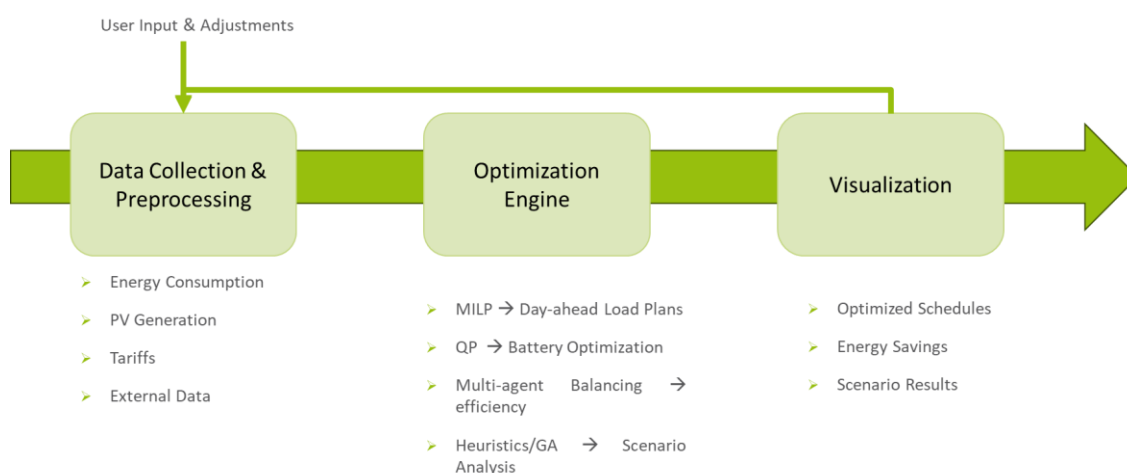 User Input & Adjustments
Data Collection &
Preprocessing
Optimization
Engine
Visualization
Energy Consumption
PV Generation
Tariffs
External Data
MILP → Day-ahead Load Plans
QP → Battery Optimization
Multi-agent Balancing →
efficiency
Heuristics/GA → Scenario
Analysis
Optimized Schedules
Energy Savings
Scenario Results